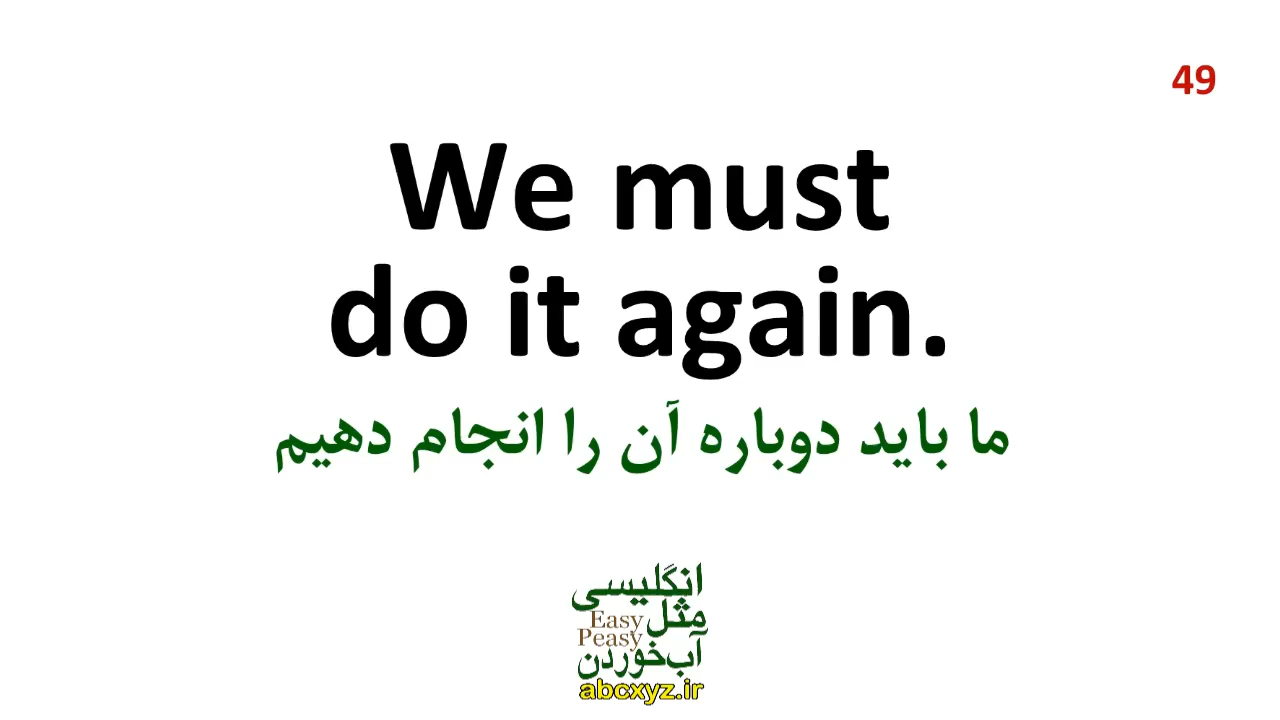 49
We must
do it again.
ما باید دوباره آن را انجام دهیم
انگلیسی
مثل
Easy
Peasy
آب‌خوردن
abcxyz.ir